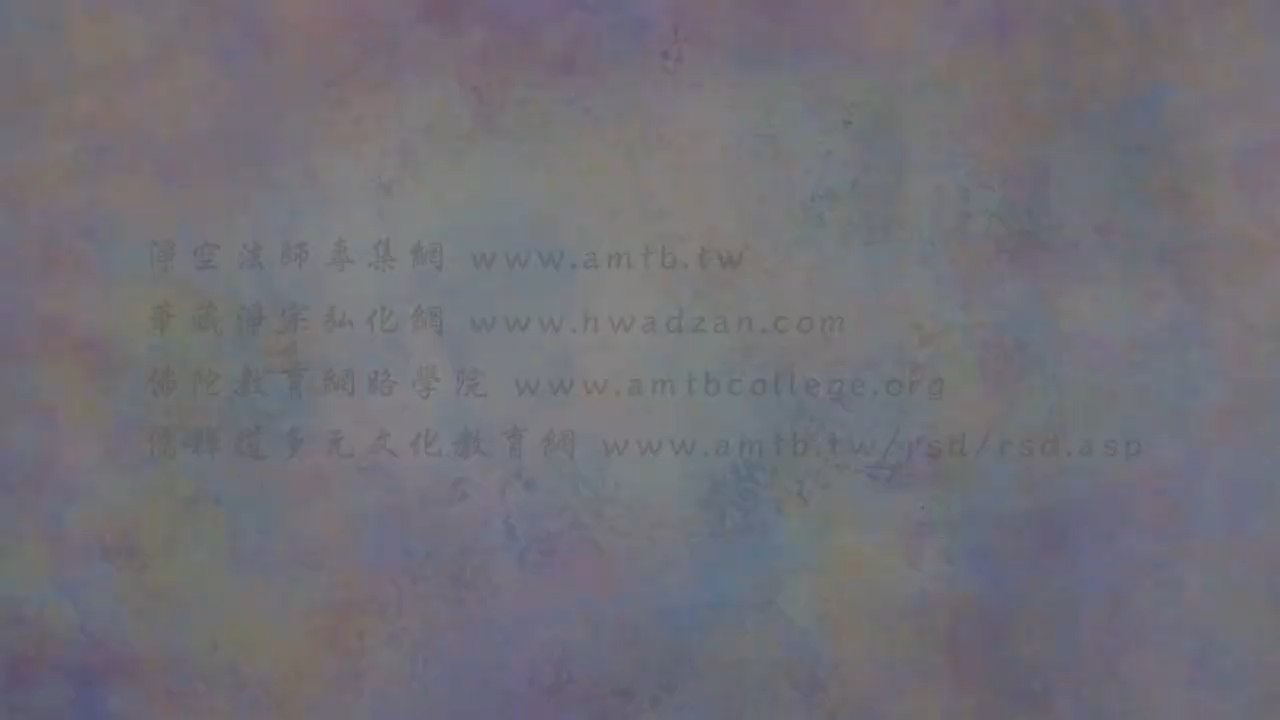 淨空法師專集網 www.amtb.tw
華藏淨宗弘化網 www.hwadzan.com
佛陀教育網路學院 www.amtbcollege.org
儒釋道多元文化教育網 www.amtb.tw/rsd/rsd.asp